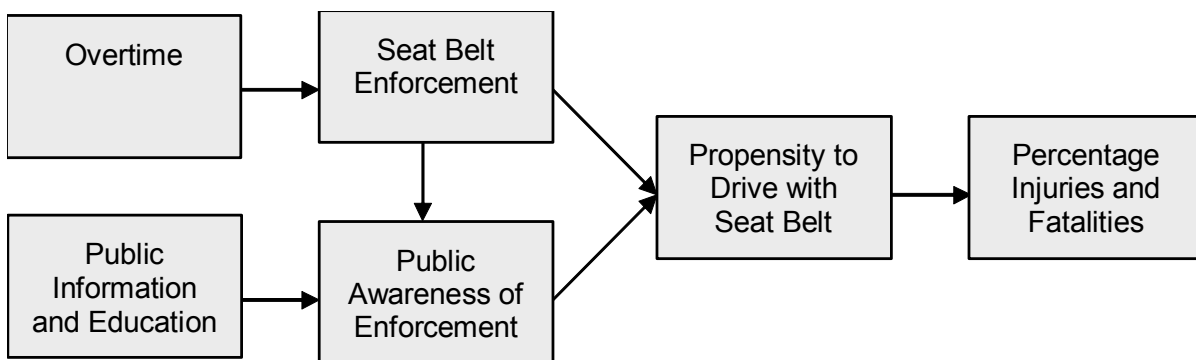 Overtime
Seat Belt
Enforcement
Propensity to
Drive with
Seat Belt
Percentage
Injuries and
Fatalities
Public
Information
and Education
Public
Awareness of
Enforcement